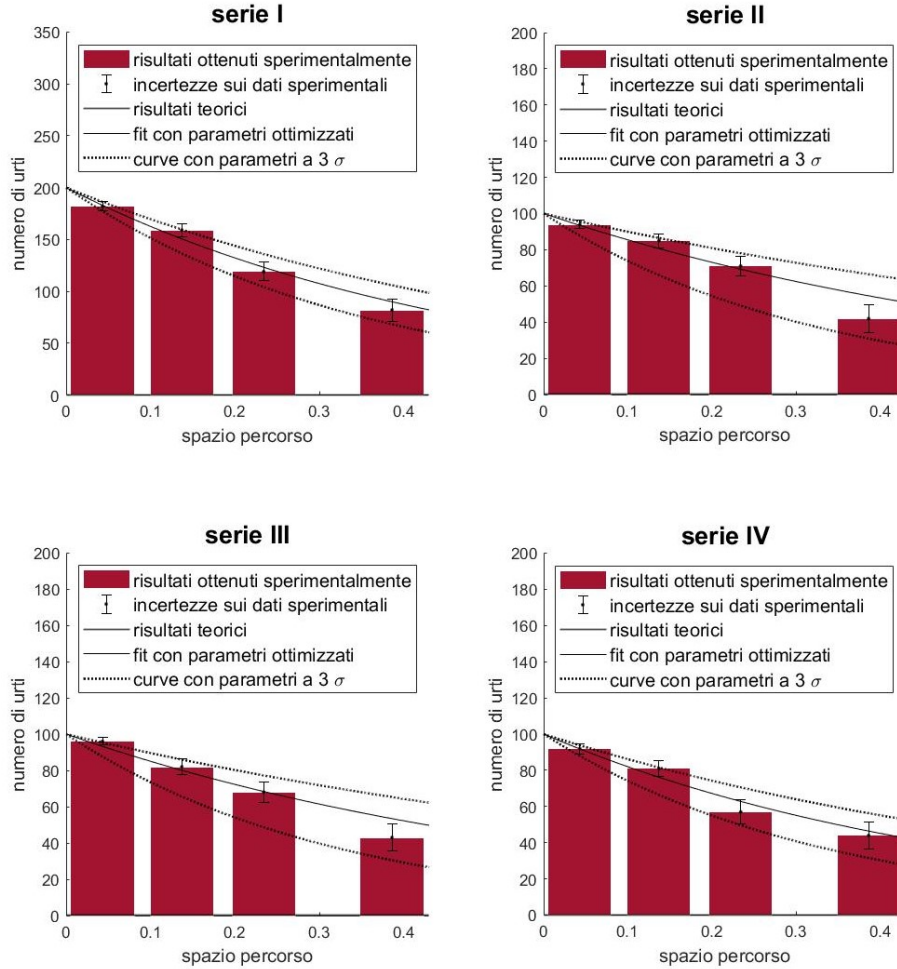 serie I
350
300
250
200
150
100
50
0
numero di urti
risultati ottenuti sperimentalmente
incertezze sui dati sperimentali
risultati teorici
fit con parametri ottimizzati
curve con parametri a 3 σ
0 0.1 0.2 0.3 0.4
spazio percorso
serie II
200
180
160
140
120
100
80
60
40
20
0
numero di urti
risultati ottenuti sperimentalmente
incertezze sui dati sperimentali
risultati teorici
fit con parametri ottimizzati
curve con parametri a 3 σ
0 0.1 0.2 0.3 0.4
spazio percorso
serie III
200
180
160
140
120
100
80
60
40
20
0
numero di urti
risultati ottenuti sperimentalmente
incertezze sui dati sperimentali
risultati teorici
fit con parametri ottimizzati
curve con parametri a 3 σ
0 0.1 0.2 0.3 0.4
spazio percorso
serie IV
200
180
160
140
120
100
80
60
40
20
0
numero di urti
risultati ottenuti sperimentalmente
incertezze sui dati sperimentali
risultati teorici
fit con parametri ottimizzati
curve con parametri a 3 σ
0 0.1 0.2 0.3 0.4
spazio percorso